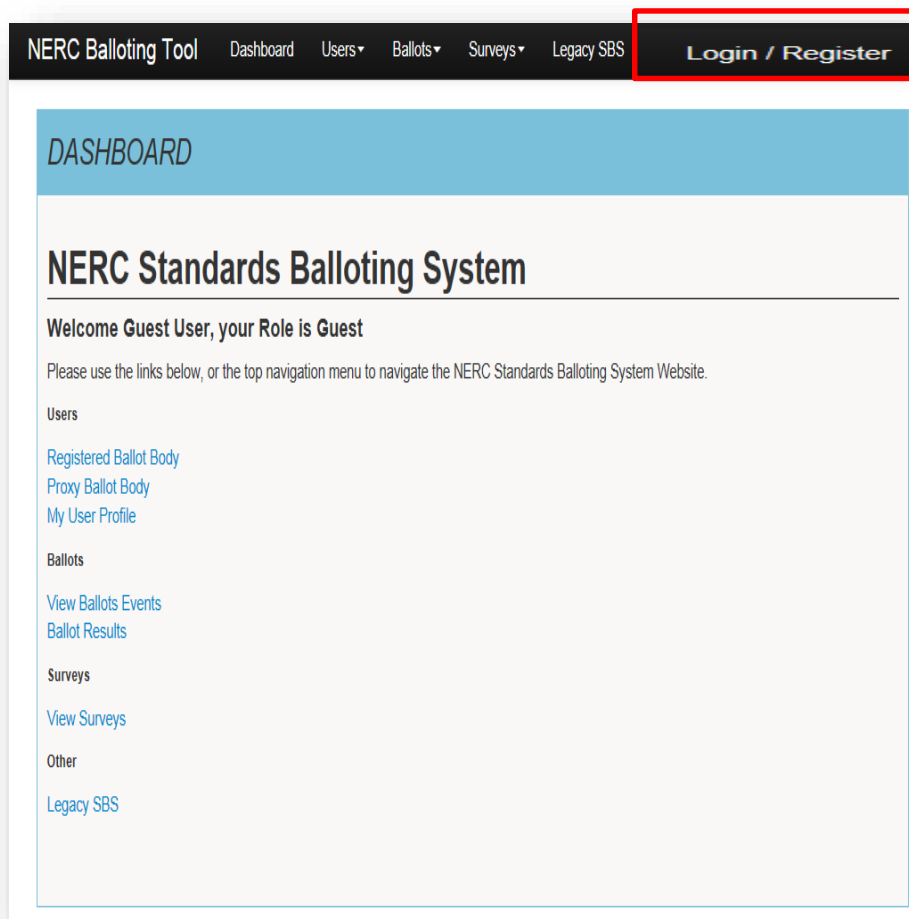 NERC Balloting Tool Dashboard Users▾ Ballots▾ Surveys▾ Legacy SBS Login / Register
DASHBOARD
NERC Standards Balloting System
Welcome Guest User, your Role is Guest
Please use the links below, or the top navigation menu to navigate the NERC Standards Balloting System Website.
Users
Registered Ballot Body
Proxy Ballot Body
My User Profile
Ballots
View Ballots Events
Ballot Results
Surveys
View Surveys
Other
Legacy SBS